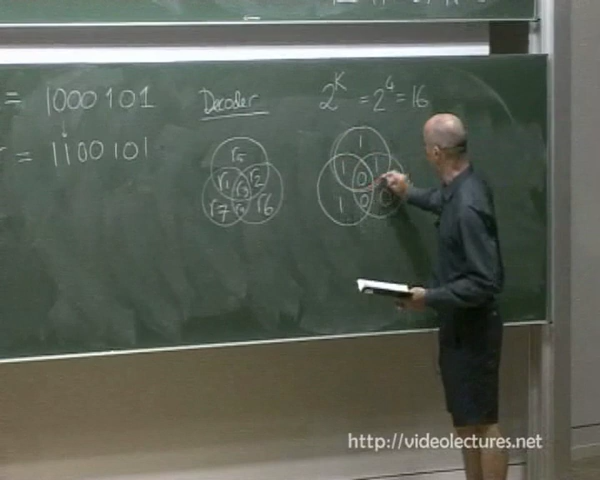 = 1000101
Decoder
2^K = 2^4 = 16
r = 1100101
r5
r1 r2
r3
r7 r4 r6
1
1 0 1
1 0 0
http://videolectures.net